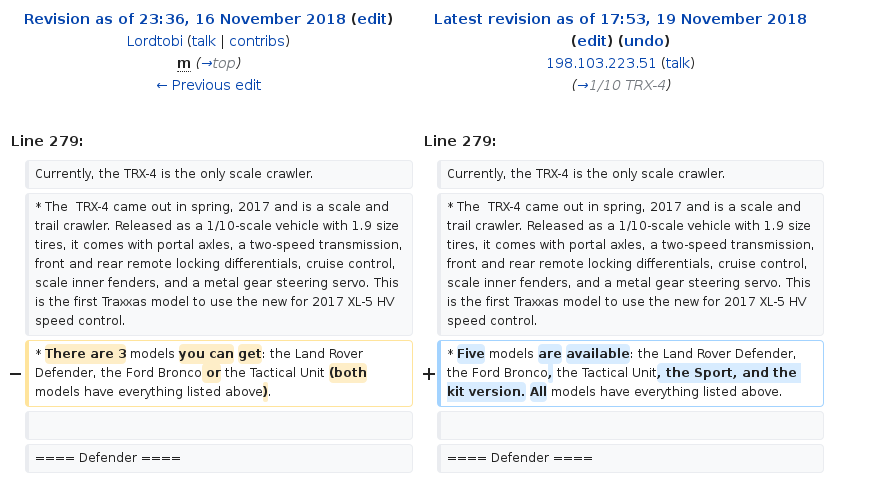 Revision as of 23:36, 16 November 2018 (edit)
Lordtobi (talk | contribs)
m (→top)
← Previous edit
Latest revision as of 17:53, 19 November 2018
(edit) (undo)
198.103.223.51 (talk)
(→1/10 TRX-4)
Line 279:
Line 279:
Currently, the TRX-4 is the only scale crawler.
* The  TRX-4 came out in spring, 2017 and is a scale and
trail crawler. Released as a 1/10-scale vehicle with 1.9 size
tires, it comes with portal axles, a two-speed transmission,
front and rear remote locking differentials, cruise control,
scale inner fenders, and a metal gear steering servo. This
is the first Traxxas model to use the new for 2017 XL-5 HV
speed control.
− * There are 3 models you can get: the Land Rover
Defender, the Ford Bronco or the Tactical Unit (both
models have everything listed above).
==== Defender ====
Currently, the TRX-4 is the only scale crawler.
* The  TRX-4 came out in spring, 2017 and is a scale and
trail crawler. Released as a 1/10-scale vehicle with 1.9 size
tires, it comes with portal axles, a two-speed transmission,
front and rear remote locking differentials, cruise control,
scale inner fenders, and a metal gear steering servo. This
is the first Traxxas model to use the new for 2017 XL-5 HV
speed control.
+ * Five models are available: the Land Rover Defender,
the Ford Bronco, the Tactical Unit, the Sport, and the
kit version. All models have everything listed above.
==== Defender ====